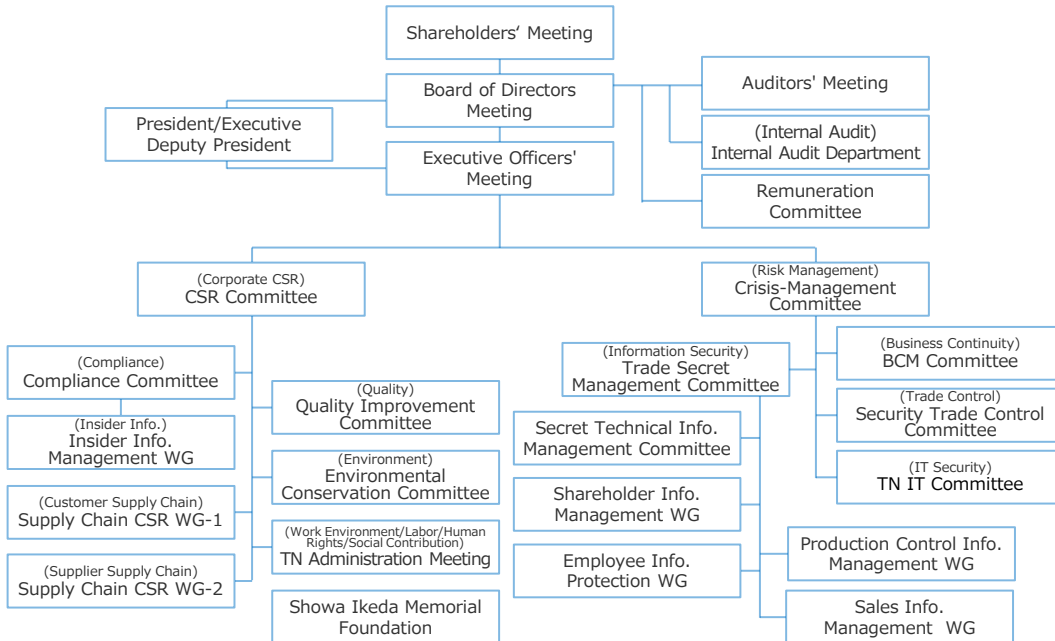 Shareholders‘ Meeting
Board of Directors
Meeting
Auditors' Meeting
President/Executive
Deputy President
(Internal Audit)
Internal Audit Department
Executive Officers'
Meeting
Remuneration
Committee
(Corporate CSR)
CSR Committee
(Risk Management)
Crisis-Management
Committee
(Compliance)
Compliance Committee
(Insider Info.)
Insider Info.
Management WG
(Customer Supply Chain)
Supply Chain CSR WG-1
(Supplier Supply Chain)
Supply Chain CSR WG-2
(Quality)
Quality Improvement
Committee
(Environment)
Environmental
Conservation Committee
(Work Environment/Labor/Human
Rights/Social Contribution)
TN Administration Meeting
Showa Ikeda Memorial
Foundation
(Information Security)
Trade Secret
Management Committee
Secret Technical Info.
Management Committee
Shareholder Info.
Management WG
Employee Info.
Protection WG
(Business Continuity)
BCM Committee
(Trade Control)
Security Trade Control
Committee
(IT Security)
TN IT Committee
Production Control Info.
Management WG
Sales Info.
Management WG